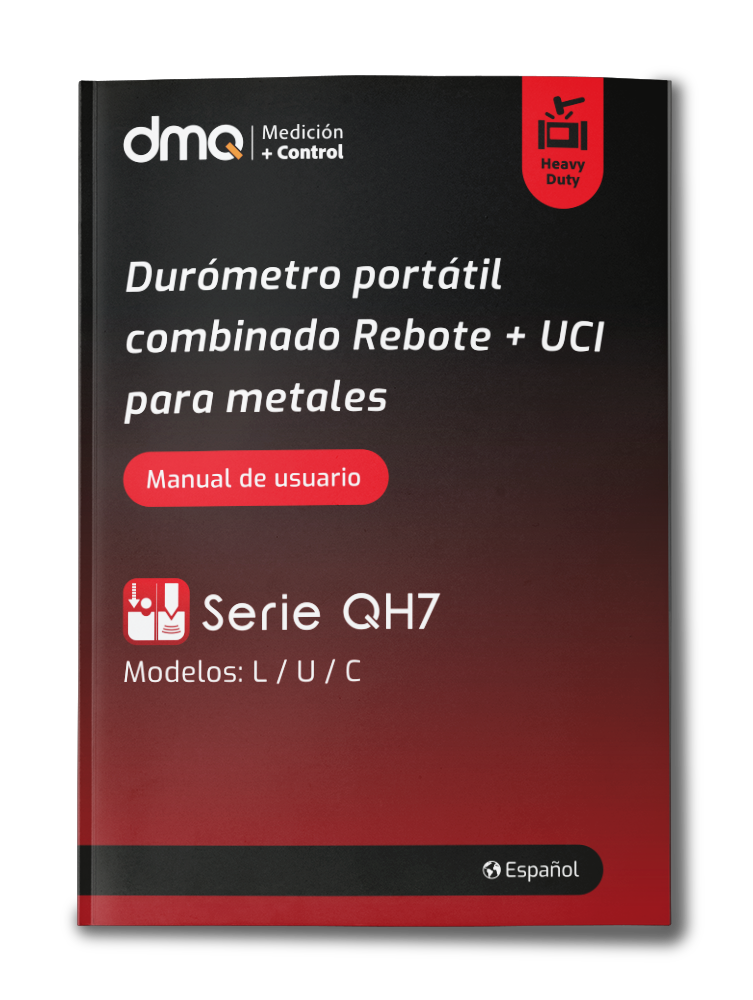 dmq
Medición
+ Control
Heavy
Duty
Durómetro portátil
combinado Rebote + UCI
para metales
Manual de usuario
Serie QH7
Modelos: L / U / C
Español